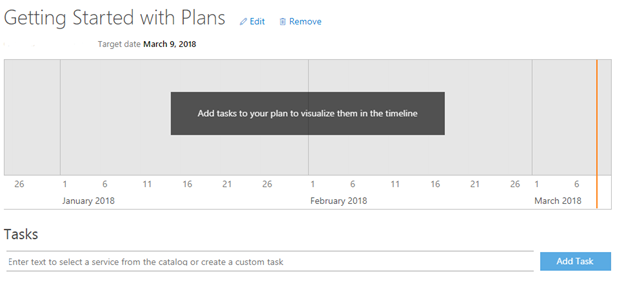 Getting Started with Plans Edit Remove
Target date March 9, 2018
Add tasks to your plan to visualize them in the timeline
26 1 6 11 16 21 26 1 6 11 16 21 26 1 6
January 2018 February 2018 March 2018
Tasks
Enter text to select a service from the catalog or create a custom task Add Task